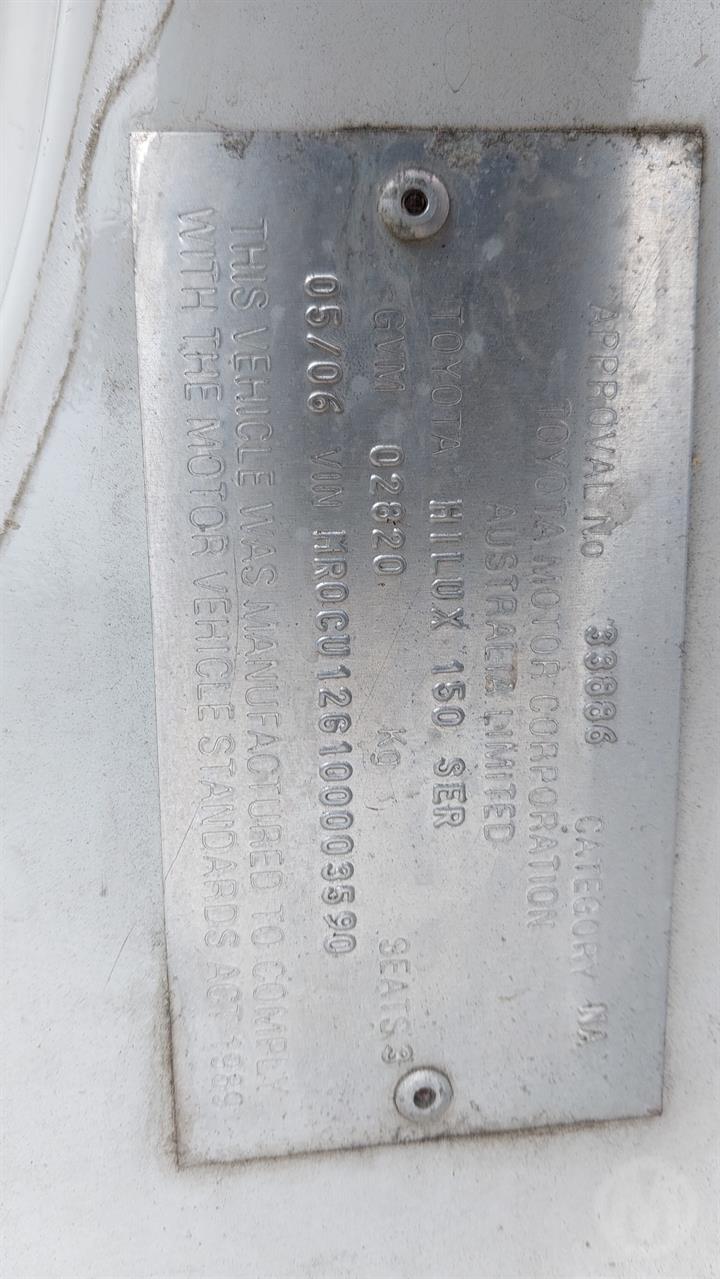 APPROVAL No 33886 CATEGORY NA
TOYOTA MOTOR CORPORATION
AUSTRALIA LIMITED
TOYOTA HILUX 150 SER
GVM 02820 Kg SEATS 3
05/06 VIN MR0CU12G100003590
THIS VEHICLE WAS MANUFACTURED TO COMPLY
WITH THE MOTOR VEHICLE STANDARDS ACT 1989